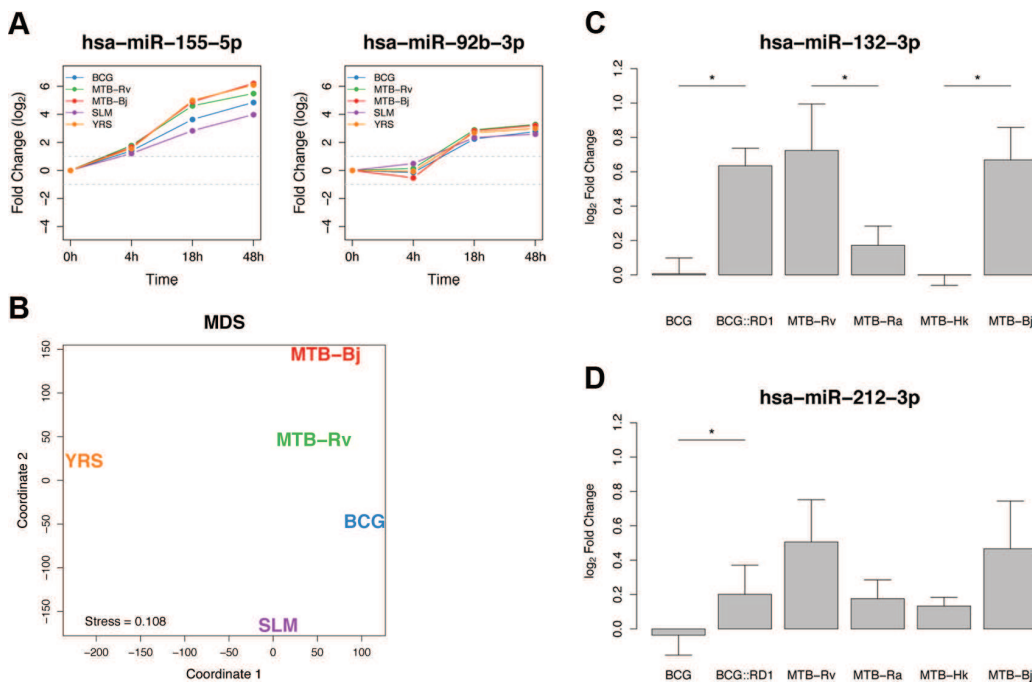 A
hsa-miR-155-5p
Fold Change (log2)
6
4
2
0
−2
−4
BCG
MTB-Rv
MTB-Bj
SLM
YRS
0h 4h 18h 48h
Time
hsa-miR-92b-3p
Fold Change (log2)
6
4
2
0
−2
−4
BCG
MTB-Rv
MTB-Bj
SLM
YRS
0h 4h 18h 48h
Time
B
MDS
Coordinate 2
150
100
50
0
−50
−100
−150
MTB-Bj
MTB-Rv
YRS
BCG
SLM
Stress = 0.108
−200 −150 −100 −50 0 50 100
Coordinate 1
C
hsa-miR-132-3p
log2 Fold Change
1.2
1.0
0.8
0.6
0.4
0.2
0.0
* * *
BCG BCG::RD1 MTB-Rv MTB-Ra MTB-Hk MTB-Bj
D
hsa-miR-212-3p
log2 Fold Change
1.2
1.0
0.8
0.6
0.4
0.2
0.0
*
BCG BCG::RD1 MTB-Rv MTB-Ra MTB-Hk MTB-Bj